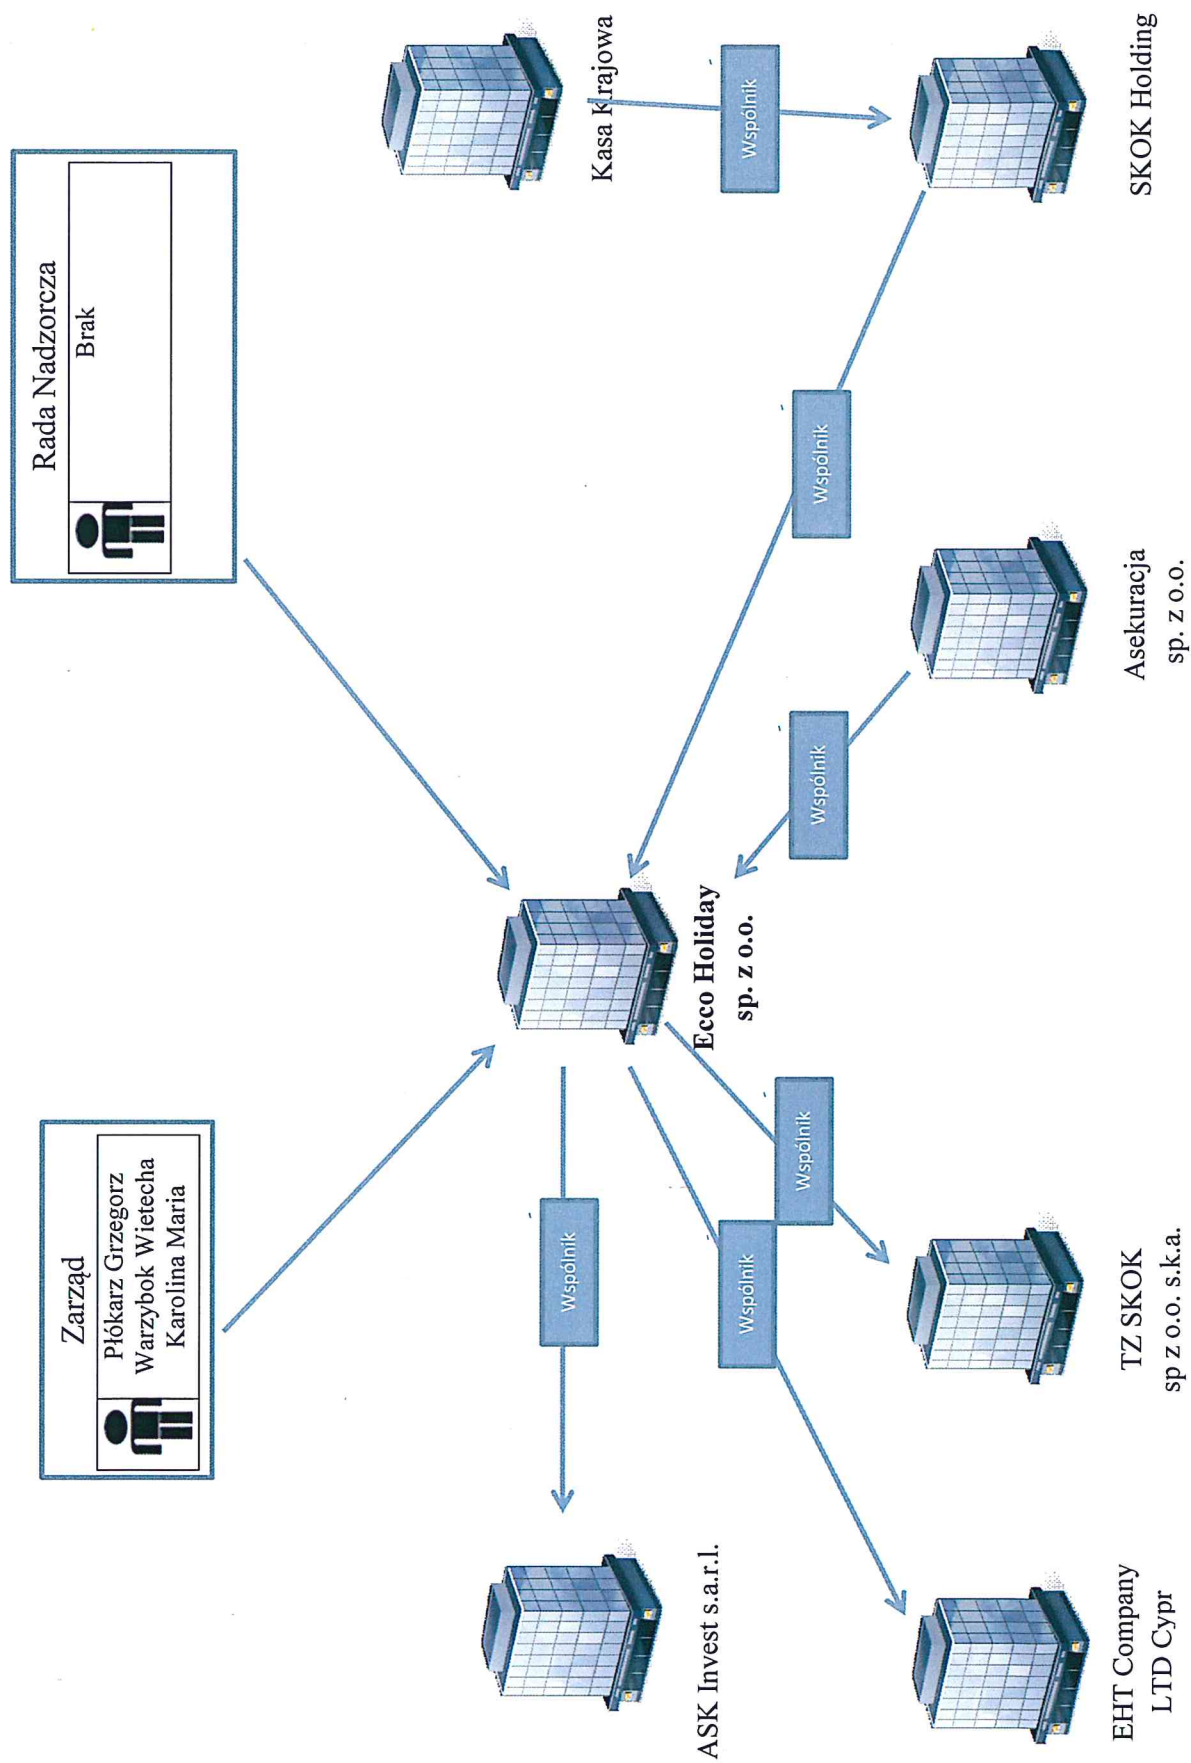 Zarząd
Płókarz Grzegorz
Warzybok Wietecha
Karolina Maria
Rada Nadzorcza
Brak
Kasa Krajowa
Wspólnik
ASK Invest s.a.r.l.
Wspólnik
Ecco Holiday
sp. z o.o.
Wspólnik
Wspólnik
Wspólnik
Wspólnik
EHT Company
LTD Cypr
TZ SKOK
sp z o.o. s.k.a.
Asekuracja
sp. z o.o.
SKOK Holding